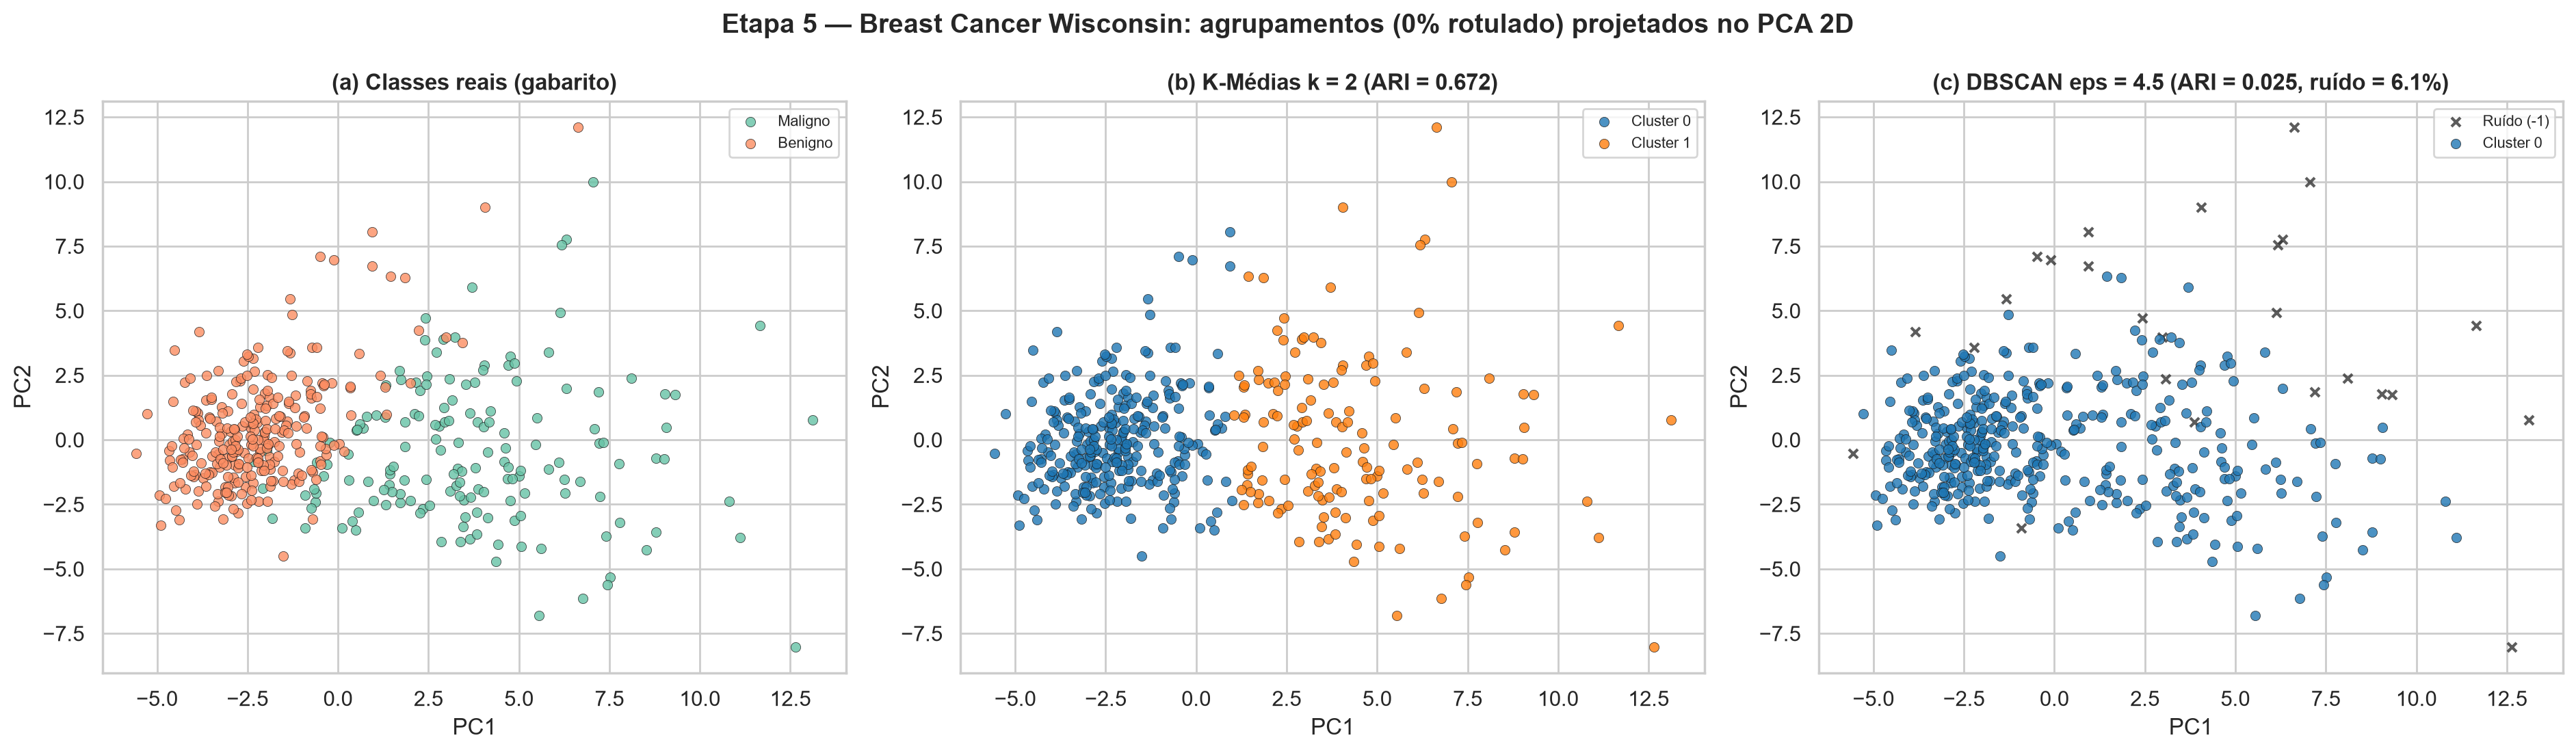 Etapa 5 — Breast Cancer Wisconsin: agrupamentos (0% rotulado) projetados no PCA 2D
(a) Classes reais (gabarito)
Maligno
Benigno
12.5
10.0
7.5
5.0
2.5
0.0
−2.5
−5.0
−7.5
PC2
−5.0 −2.5 0.0 2.5 5.0 7.5 10.0 12.5
PC1
(b) K-Médias k = 2 (ARI = 0.672)
Cluster 0
Cluster 1
12.5
10.0
7.5
5.0
2.5
0.0
−2.5
−5.0
−7.5
PC2
−5.0 −2.5 0.0 2.5 5.0 7.5 10.0 12.5
PC1
(c) DBSCAN eps = 4.5 (ARI = 0.025, ruído = 6.1%)
Ruído (-1)
Cluster 0
12.5
10.0
7.5
5.0
2.5
0.0
−2.5
−5.0
−7.5
PC2
−5.0 −2.5 0.0 2.5 5.0 7.5 10.0 12.5
PC1